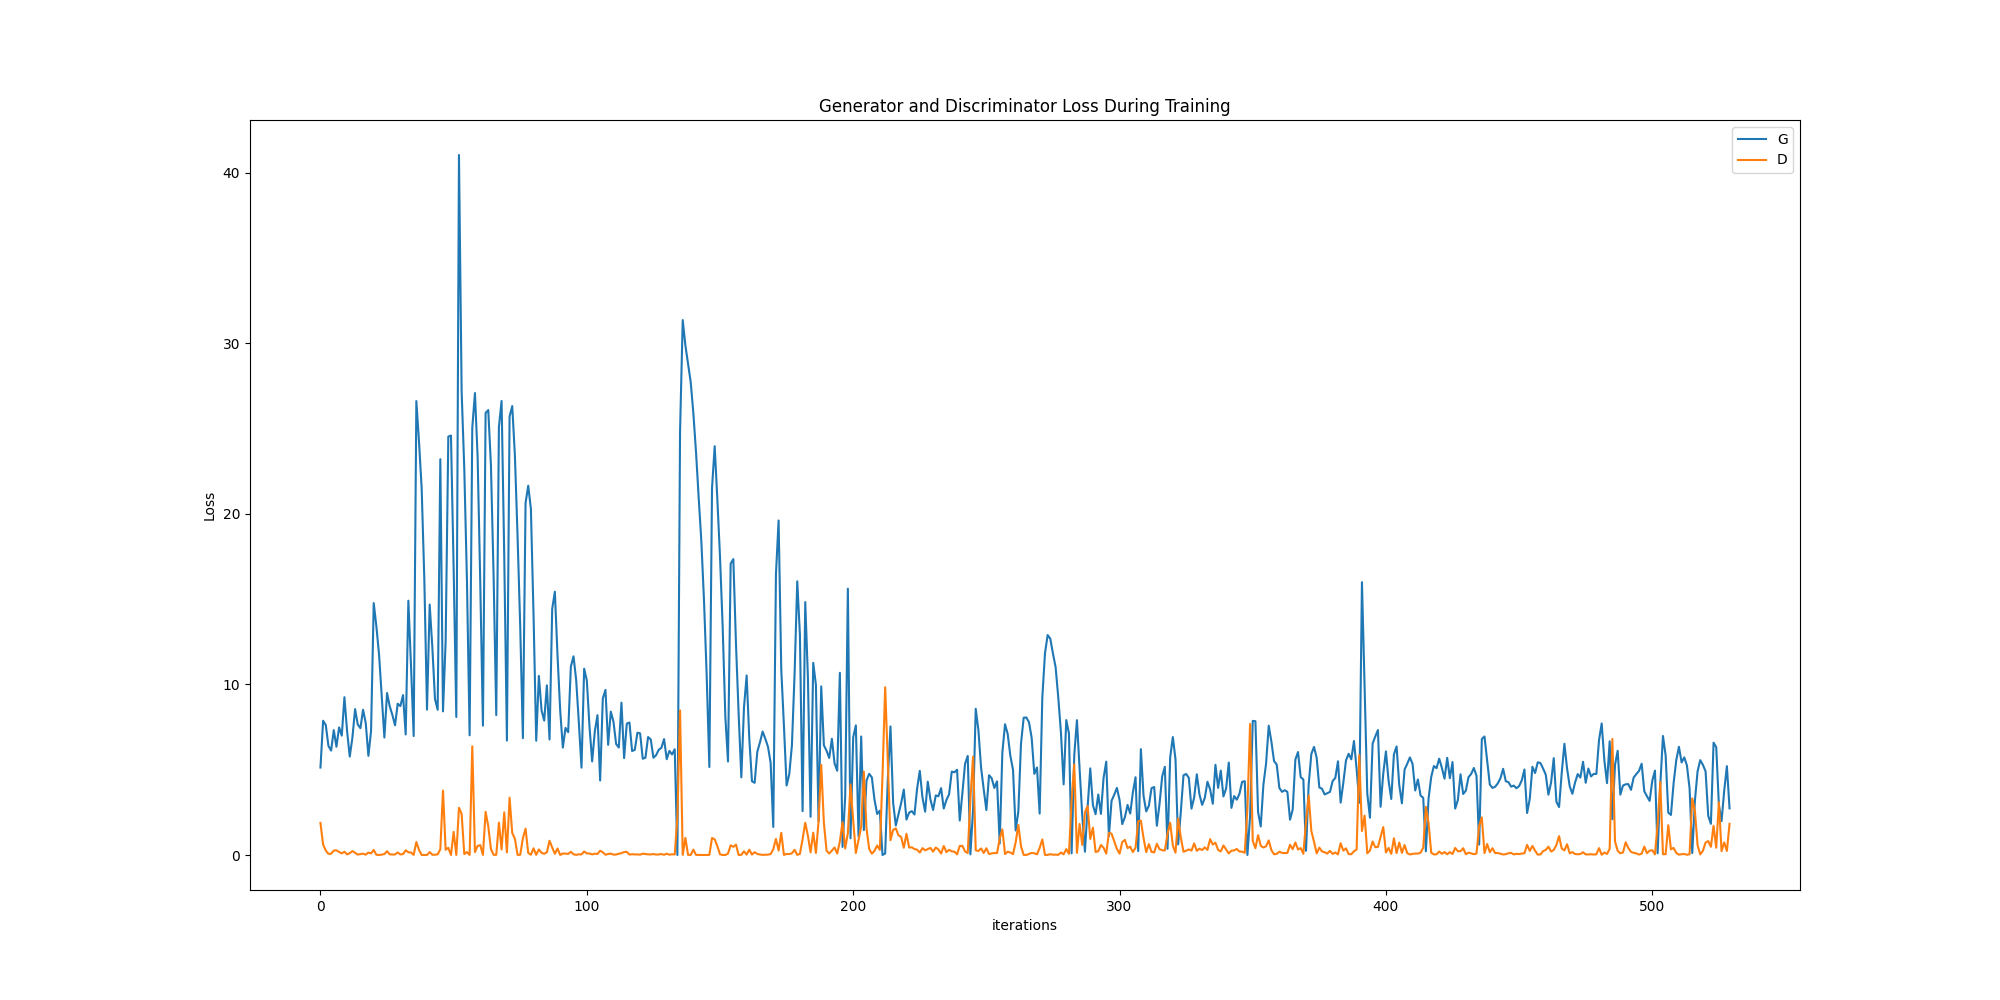 Generator and Discriminator Loss During Training
G
D
40
30
20
10
0
Loss
0 100 200 300 400 500
iterations